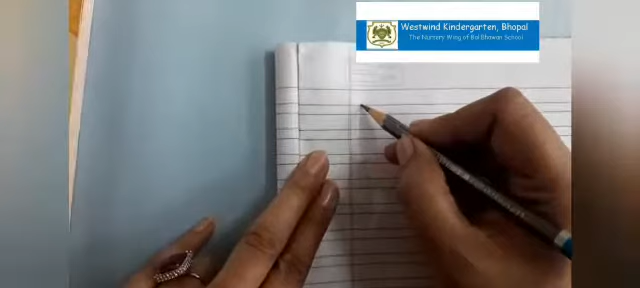 Westwind Kindergarten, Bhopal
The Nursery Wing of Bal Bhawan School